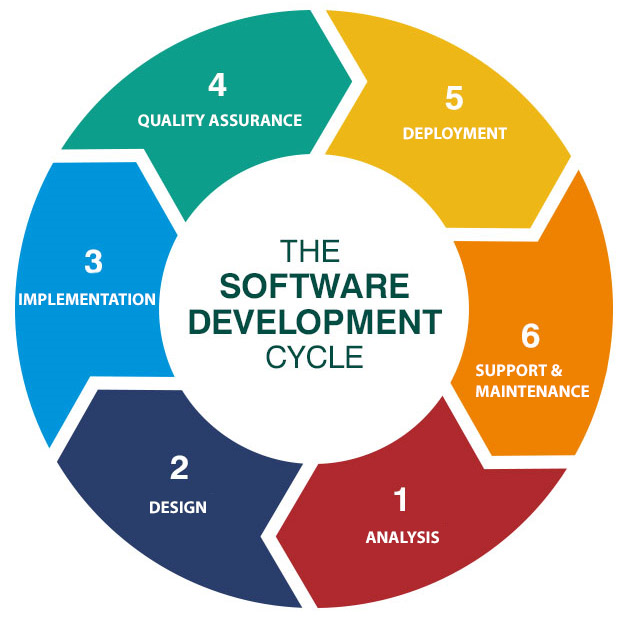 THE
SOFTWARE
DEVELOPMENT
CYCLE
1
ANALYSIS
2
DESIGN
3
IMPLEMENTATION
4
QUALITY ASSURANCE
5
DEPLOYMENT
6
SUPPORT &
MAINTENANCE